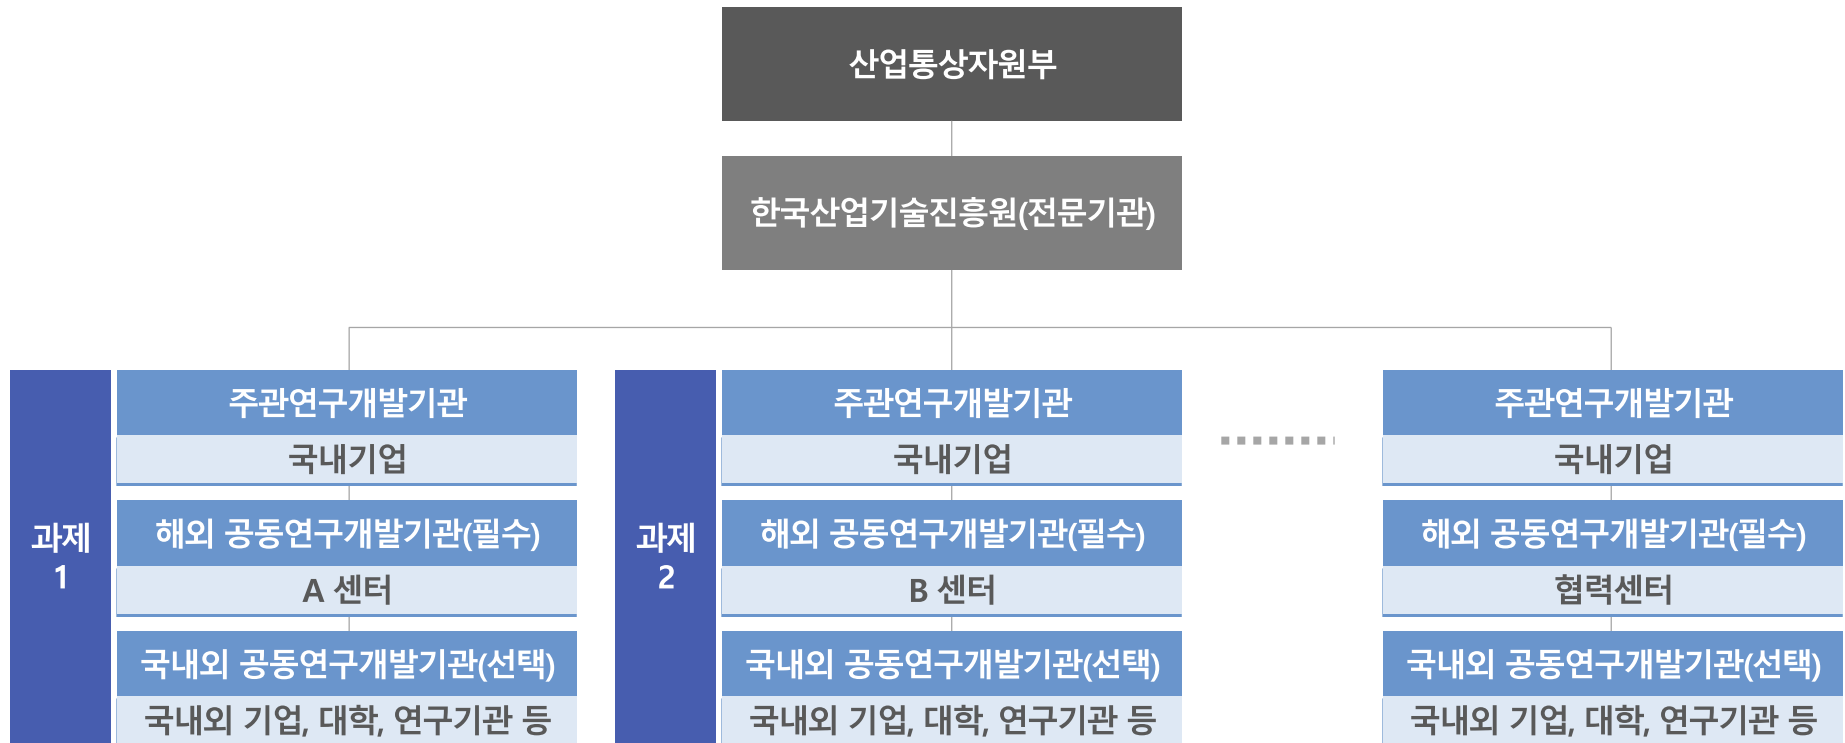 산업통상자원부
한국산업기술진흥원(전문기관)
과제
1
주관연구개발기관
국내기업
해외 공동연구개발기관(필수)
A 센터
국내외 공동연구개발기관(선택)
국내외 기업, 대학, 연구기관 등
과제
2
주관연구개발기관
국내기업
해외 공동연구개발기관(필수)
B 센터
국내외 공동연구개발기관(선택)
국내외 기업, 대학, 연구기관 등
주관연구개발기관
국내기업
해외 공동연구개발기관(필수)
협력센터
국내외 공동연구개발기관(선택)
국내외 기업, 대학, 연구기관 등